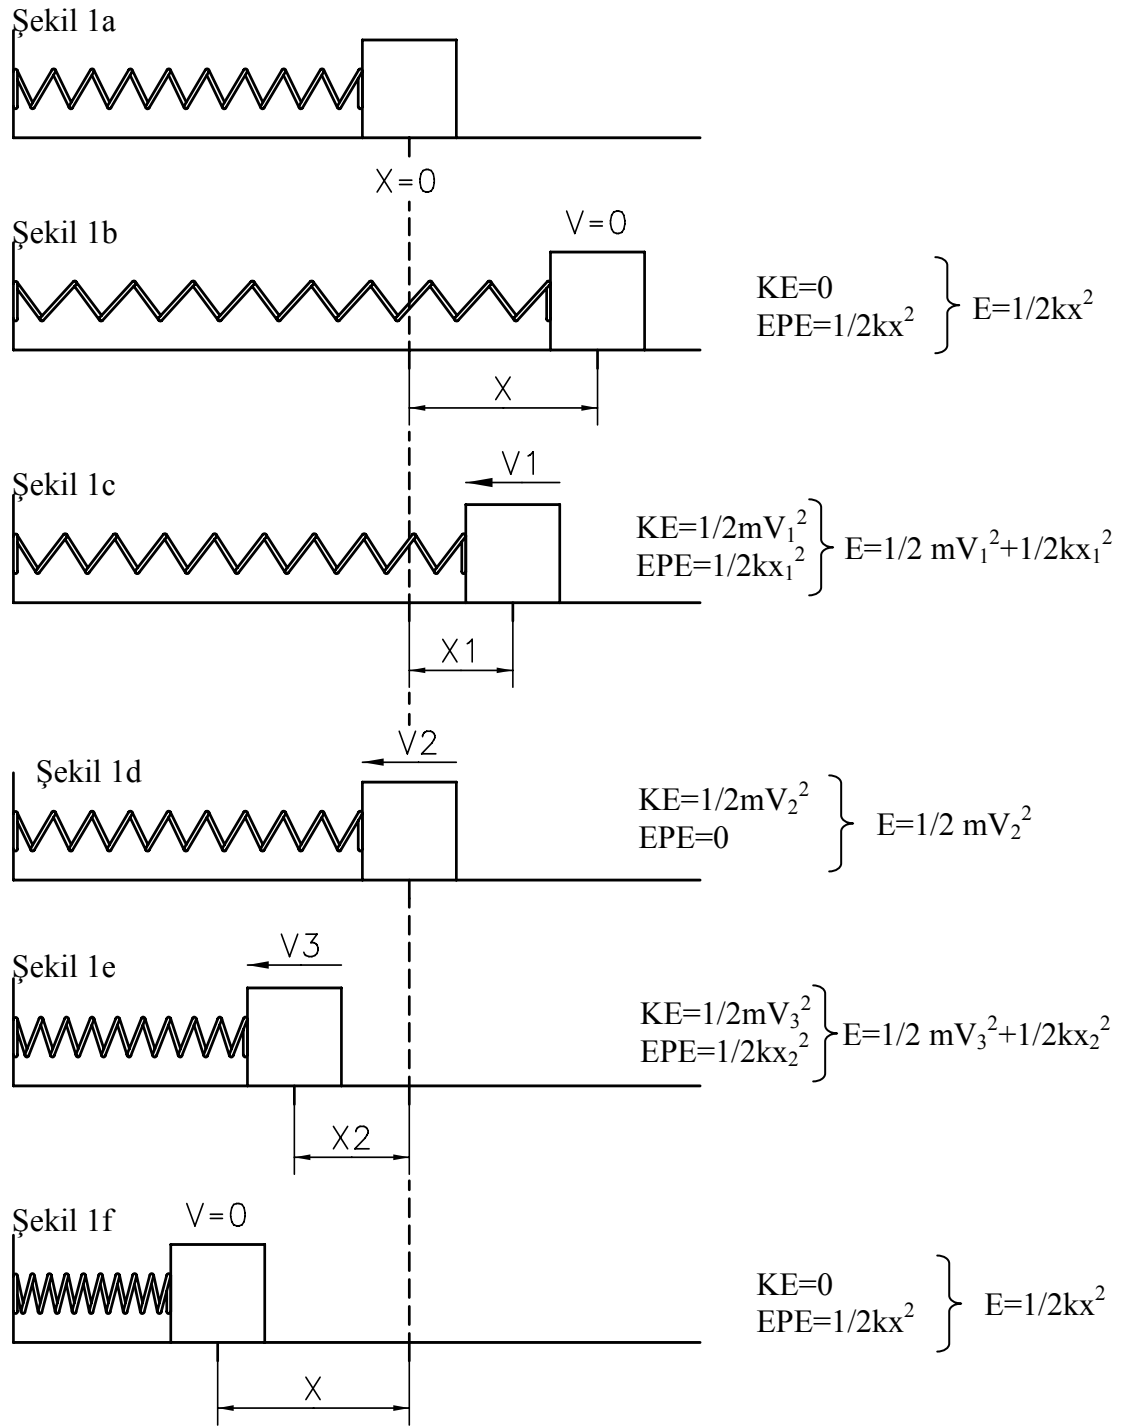 Şekil 1a
X=0
Şekil 1b
V=0
KE=0
EPE=1/2kx²
E=1/2kx²
X
Şekil 1c
V1
KE=1/2mV₁²
EPE=1/2kx₁²
E=1/2 mV₁²+1/2kx₁²
X1
Şekil 1d
V2
KE=1/2mV₂²
EPE=0
E=1/2 mV₂²
Şekil 1e
V3
KE=1/2mV₃²
EPE=1/2kx₂²
E=1/2 mV₃²+1/2kx₂²
X2
Şekil 1f
V=0
KE=0
EPE=1/2kx²
E=1/2kx²
X